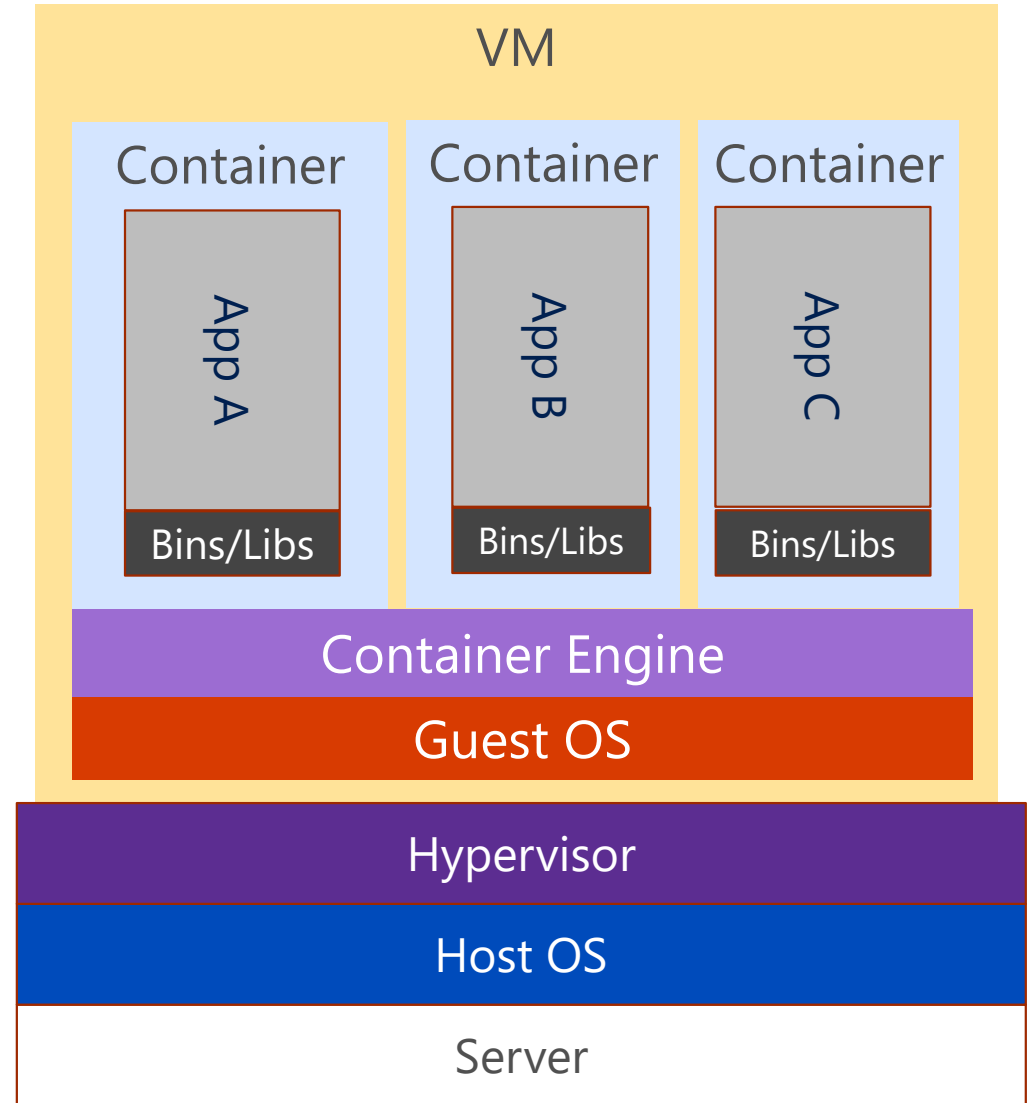 VM
Container
Container
Container
App A
App B
App C
Bins/Libs
Bins/Libs
Bins/Libs
Container Engine
Guest OS
Hypervisor
Host OS
Server